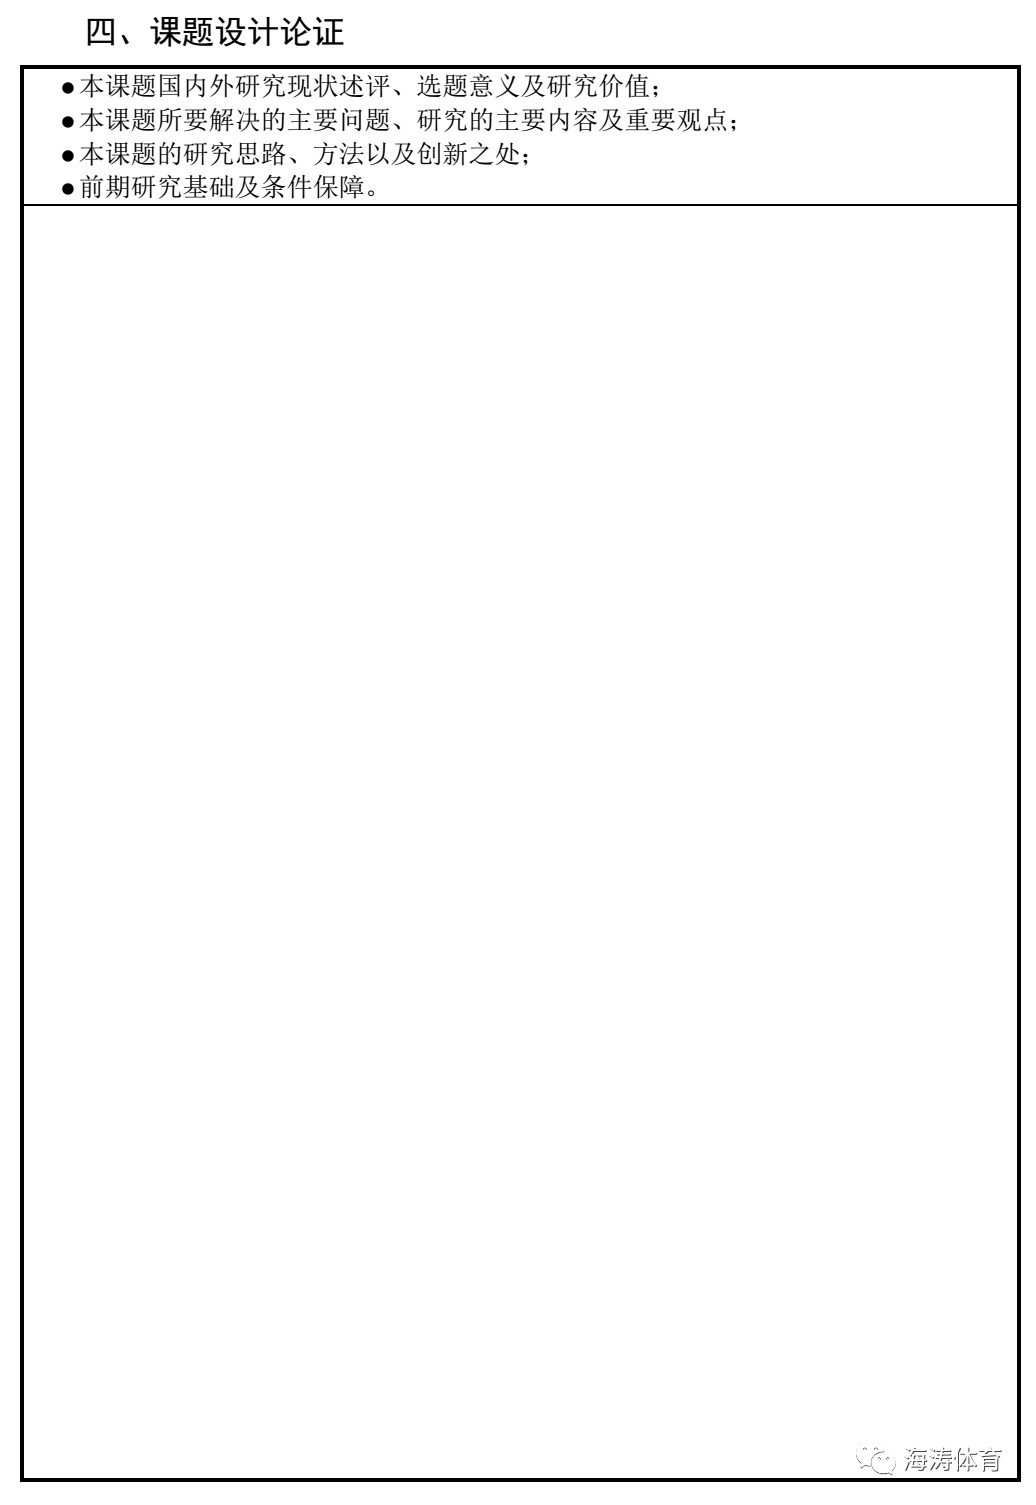 四、课题设计论证
●本课题国内外研究现状述评、选题意义及研究价值；
●本课题所要解决的主要问题、研究的主要内容及重要观点；
●本课题的研究思路、方法以及创新之处；
●前期研究基础及条件保障。
海涛体育